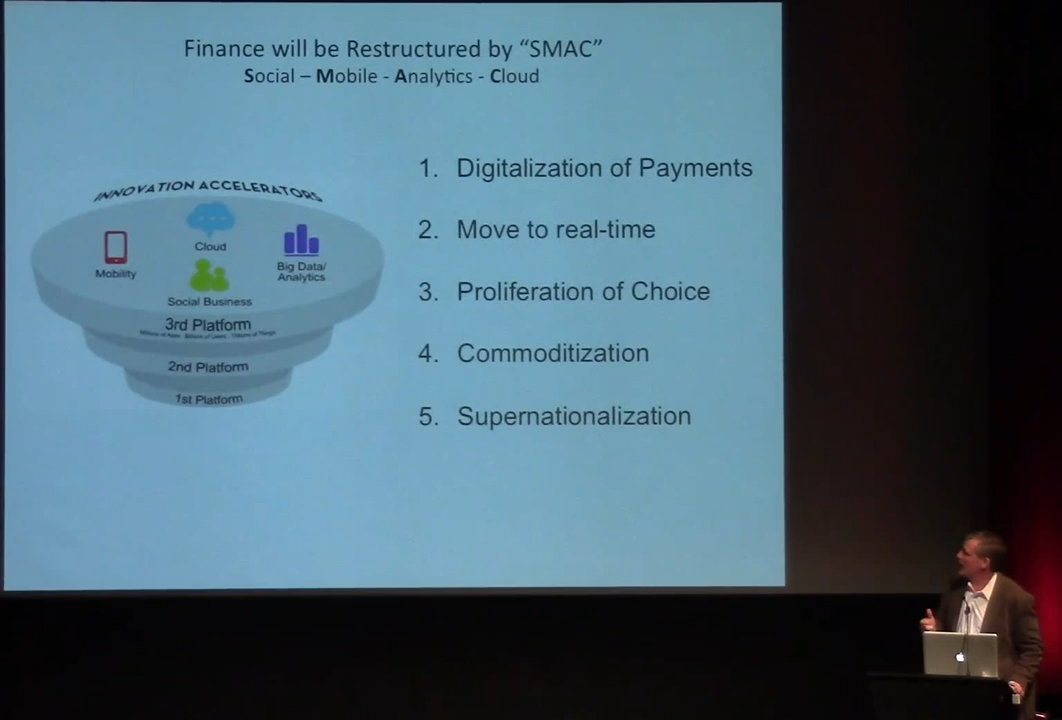 Finance will be Restructured by “SMAC”
Social – Mobile - Analytics - Cloud
INNOVATION ACCELERATORS
Cloud
Mobility
Big Data/
Analytics
Social Business
3rd Platform
2nd Platform
1st Platform
1. Digitalization of Payments
2. Move to real-time
3. Proliferation of Choice
4. Commoditization
5. Supernationalization